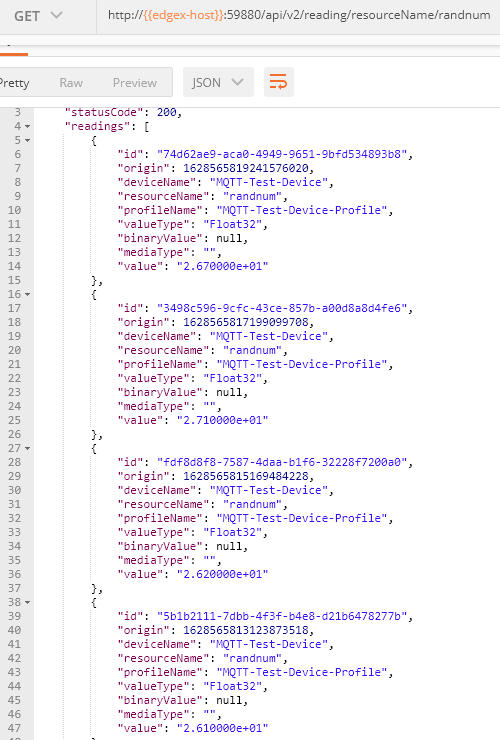 GET http://{{edgex-host}}:59880/api/v2/reading/resourceName/randnum
Pretty Raw Preview JSON
3 "statusCode": 200,
4 "readings": [
5 {
6 "id": "74d62ae9-aca0-4949-9651-9bfd534893b8",
7 "origin": 1628565819241576020,
8 "deviceName": "MQTT-Test-Device",
9 "resourceName": "randnum",
10 "profileName": "MQTT-Test-Device-Profile",
11 "valueType": "Float32",
12 "binaryValue": null,
13 "mediaType": "",
14 "value": "2.670000e+01"
15 },
16 {
17 "id": "3498c596-9cfc-43ce-857b-a00d8a8d4fe6",
18 "origin": 1628565817199099708,
19 "deviceName": "MQTT-Test-Device",
20 "resourceName": "randnum",
21 "profileName": "MQTT-Test-Device-Profile",
22 "valueType": "Float32",
23 "binaryValue": null,
24 "mediaType": "",
25 "value": "2.710000e+01"
26 },
27 {
28 "id": "fdf8d8f8-7587-4daa-b1f6-32228f7200a0",
29 "origin": 1628565815169484228,
30 "deviceName": "MQTT-Test-Device",
31 "resourceName": "randnum",
32 "profileName": "MQTT-Test-Device-Profile",
33 "valueType": "Float32",
34 "binaryValue": null,
35 "mediaType": "",
36 "value": "2.620000e+01"
37 },
38 {
39 "id": "5b1b2111-7dbb-4f3f-b4e8-d21b6478277b",
40 "origin": 1628565813123873518,
41 "deviceName": "MQTT-Test-Device",
42 "resourceName": "randnum",
43 "profileName": "MQTT-Test-Device-Profile",
44 "valueType": "Float32",
45 "binaryValue": null,
46 "mediaType": "",
47 "value": "2.610000e+01"